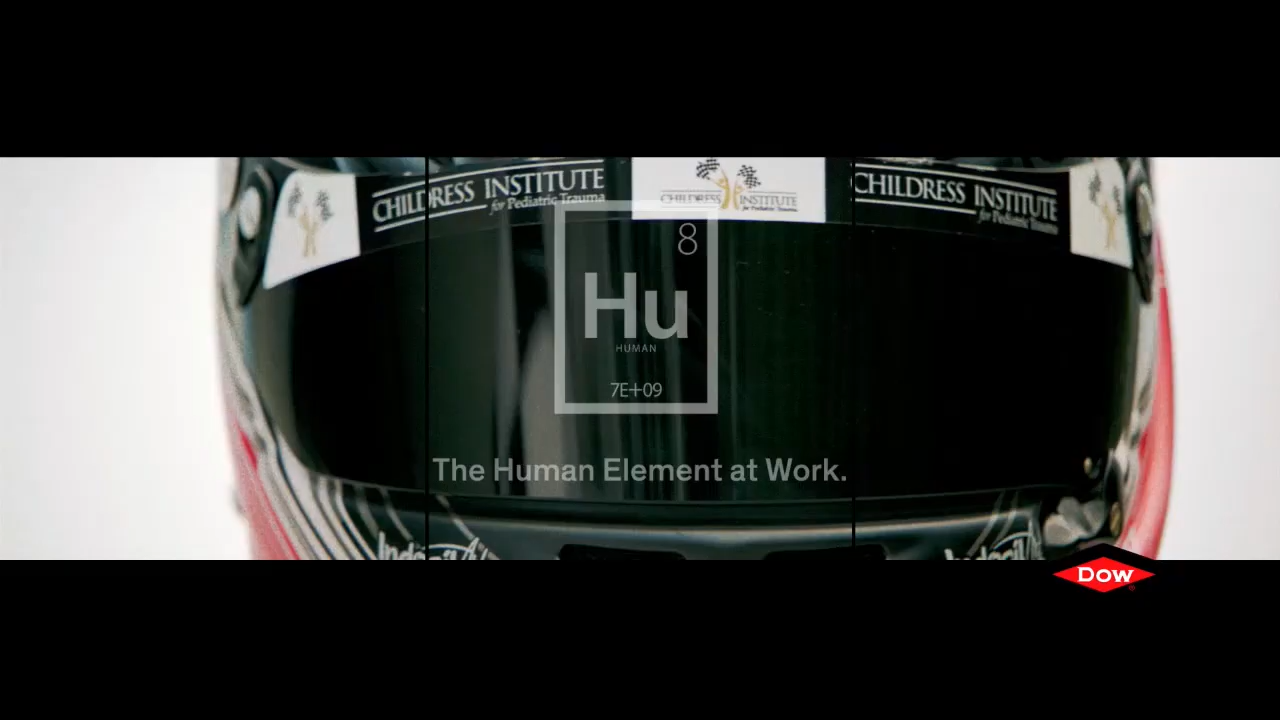 CHILDRESS INSTITUTE
for Pediatric Trauma
CHILDRESS INSTITUTE
for Pediatric Trauma
CHILDRESS INSTITUTE
for Pediatric Trauma
8
Hu
HUMAN
7E+09
The Human Element at Work.
DOW